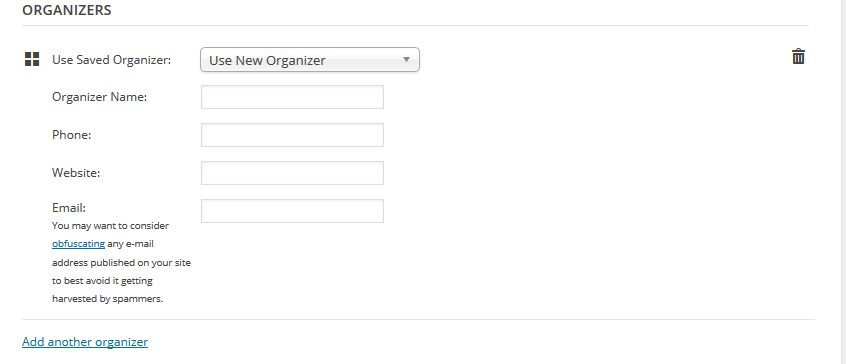 ORGANIZERS
Use Saved Organizer: Use New Organizer
Organizer Name:
Phone:
Website:
Email:
You may want to consider
obfuscating any e-mail
address published on your site
to best avoid it getting
harvested by spammers.
Add another organizer